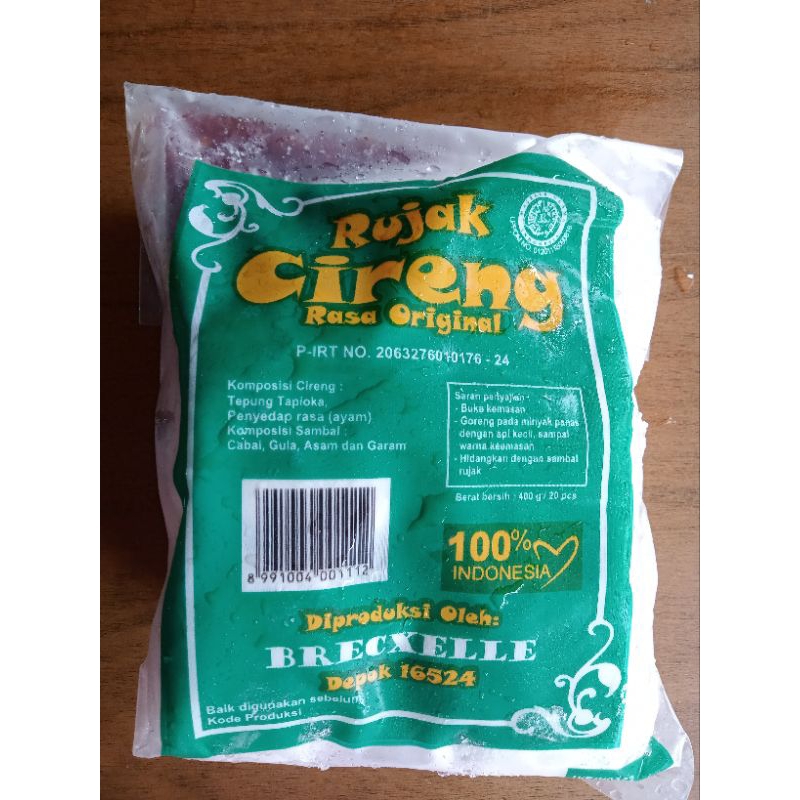 Rujak
Cireng
Rasa Original
P-IRT NO. 2063276010176 - 24
Komposisi Cireng :
Tepung Tapioka,
Penyedap rasa (ayam)
Komposisi Sambal :
Cabai, Gula, Asam dan Garam
Saran penyajian :
- Buka kemasan
- Goreng pada minyak panas
dengan api kecil, sampai
warna keemasan
- Hidangkan dengan sambal
rujak
Berat bersih : 400 g / 20 pcs
8 991004 001112
100%
INDONESIA
Diproduksi Oleh:
BRECXELLE
Depok 16524
Baik digunakan sebelum
Kode Produksi